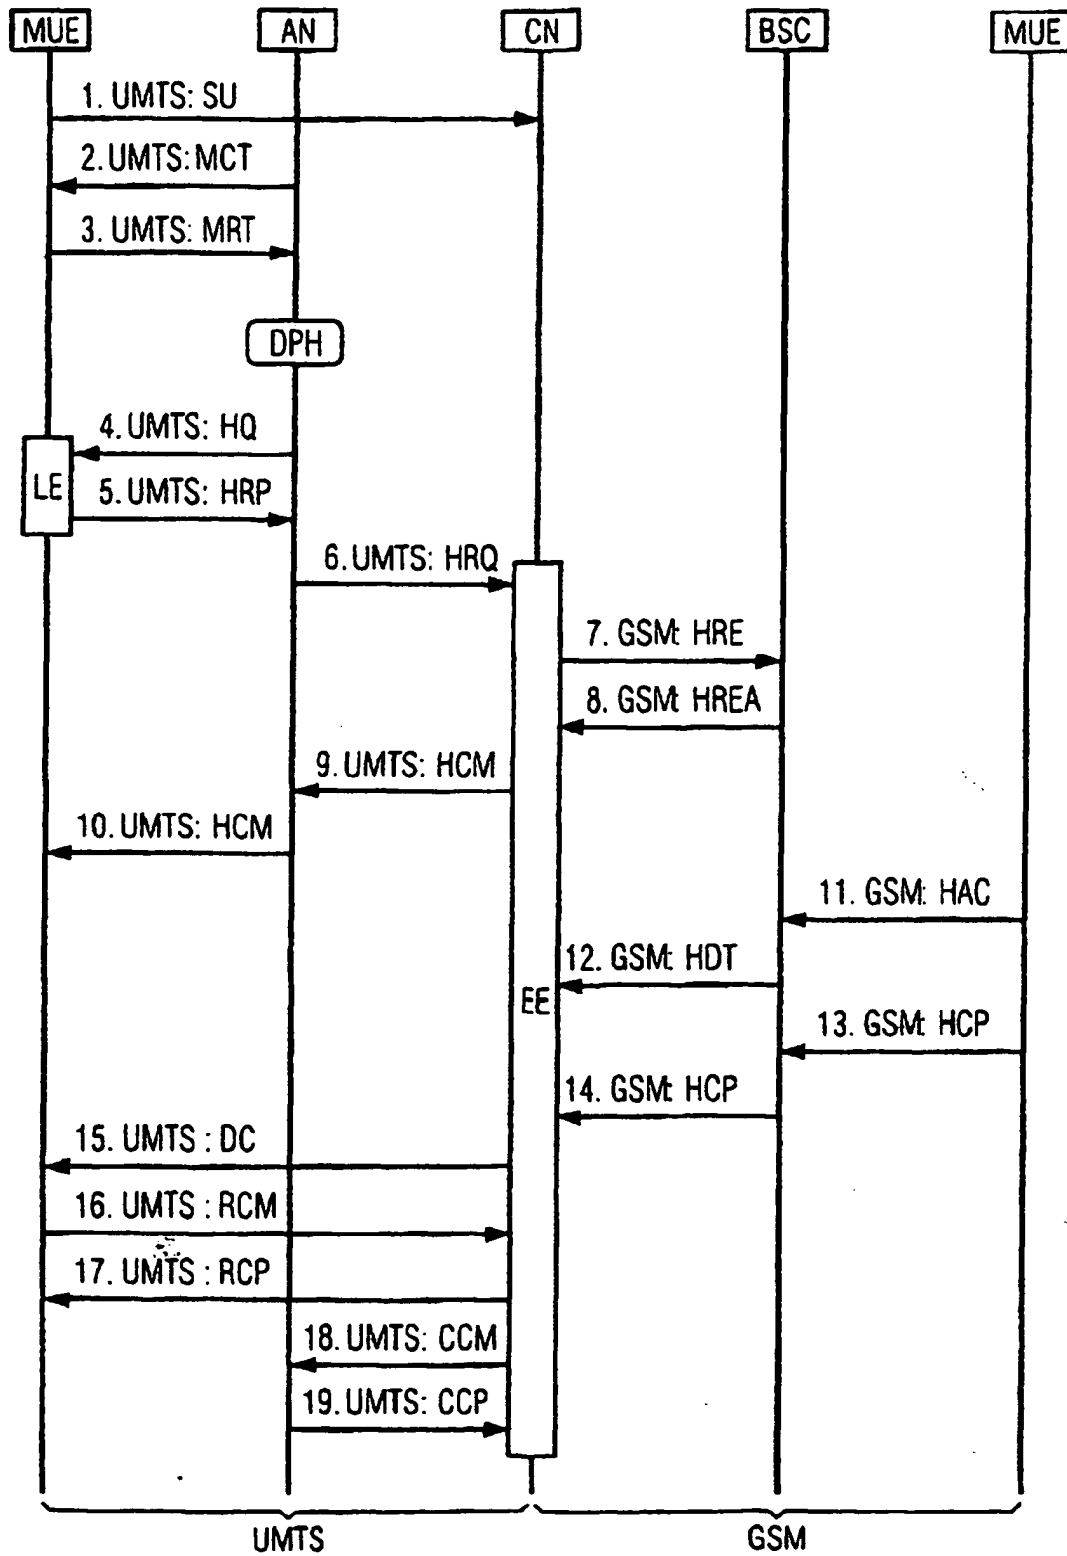 MUE AN CN BSC MUE
1. UMTS: SU
2. UMTS: MCT
3. UMTS: MRT
DPH
4. UMTS: HQ
LE
5. UMTS: HRP
6. UMTS: HRQ
7. GSM: HRE
8. GSM: HREA
9. UMTS: HCM
10. UMTS: HCM
11. GSM: HAC
12. GSM: HDT
EE
13. GSM: HCP
14. GSM: HCP
15. UMTS : DC
16. UMTS : RCM
17. UMTS : RCP
18. UMTS: CCM
19. UMTS: CCP
UMTS GSM